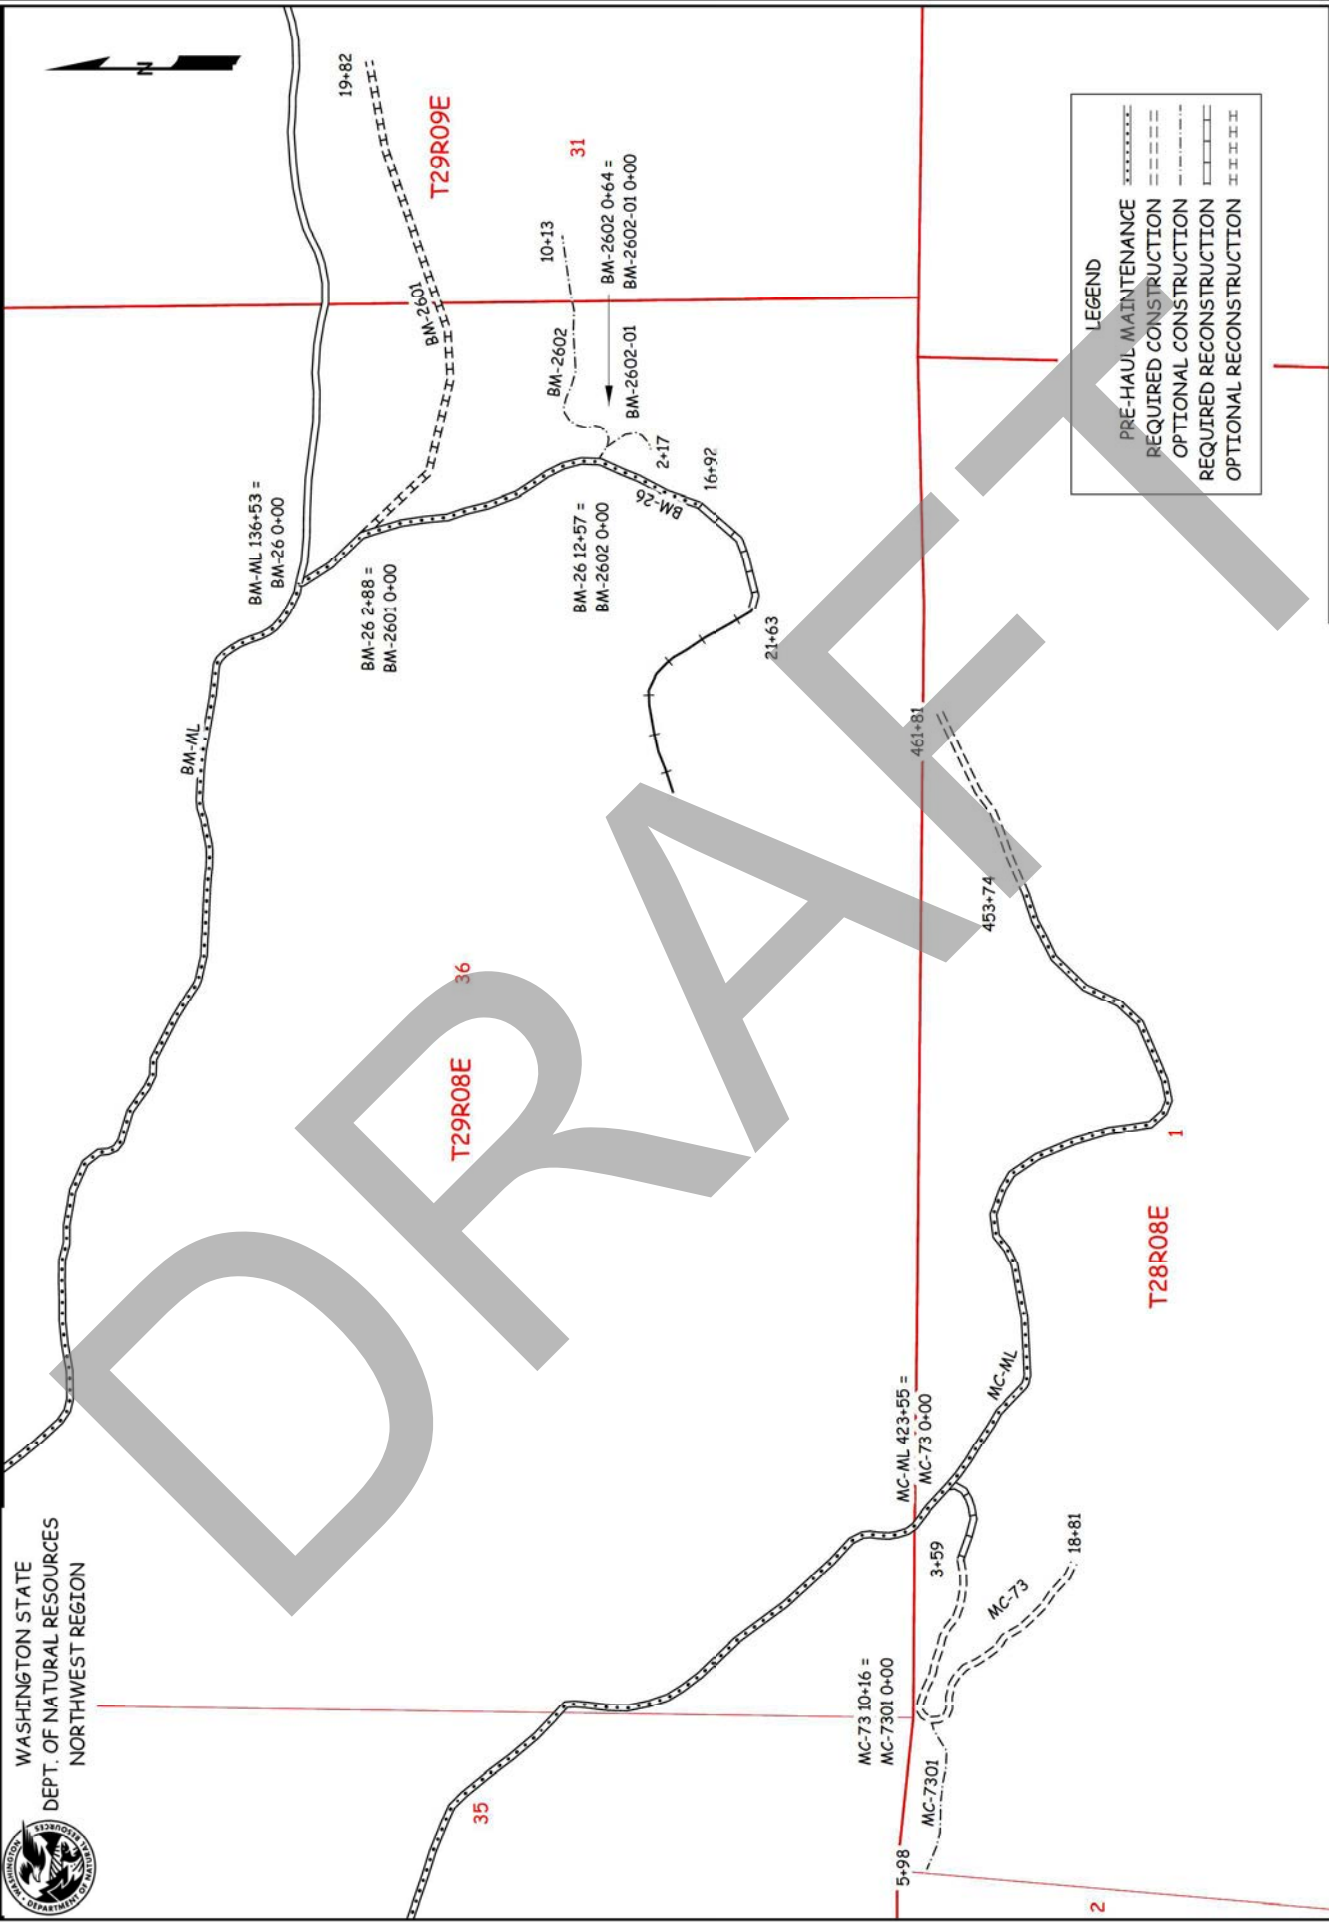 WASHINGTON STATE
DEPT. OF NATURAL RESOURCES
NORTHWEST REGION
WASHINGTON
DEPARTMENT OF NATURAL RESOURCES
N
BM-ML
BM-ML 136+53 =
BM-26 0+00
19+82
T29R09E
BM-2601
BM-26 2+88 =
BM-2601 0+00
31
10+13
BM-2602
BM-2602 0+64 =
BM-2602-01 0+00
BM-2602-01
2+17
BM-26 12+57 =
BM-2602 0+00
BM-26
16+92
21+63
36
T29R08E
35
461+81
453+74
MC-ML 423+55 =
MC-73 0+00
MC-ML
3+59
MC-73
18+81
MC-73 10+16 =
MC-7301 0+00
MC-7301
5+98
2
1
T28R08E
LEGEND
PRE-HAUL MAINTENANCE
REQUIRED CONSTRUCTION
OPTIONAL CONSTRUCTION
REQUIRED RECONSTRUCTION
OPTIONAL RECONSTRUCTION
DRAFT